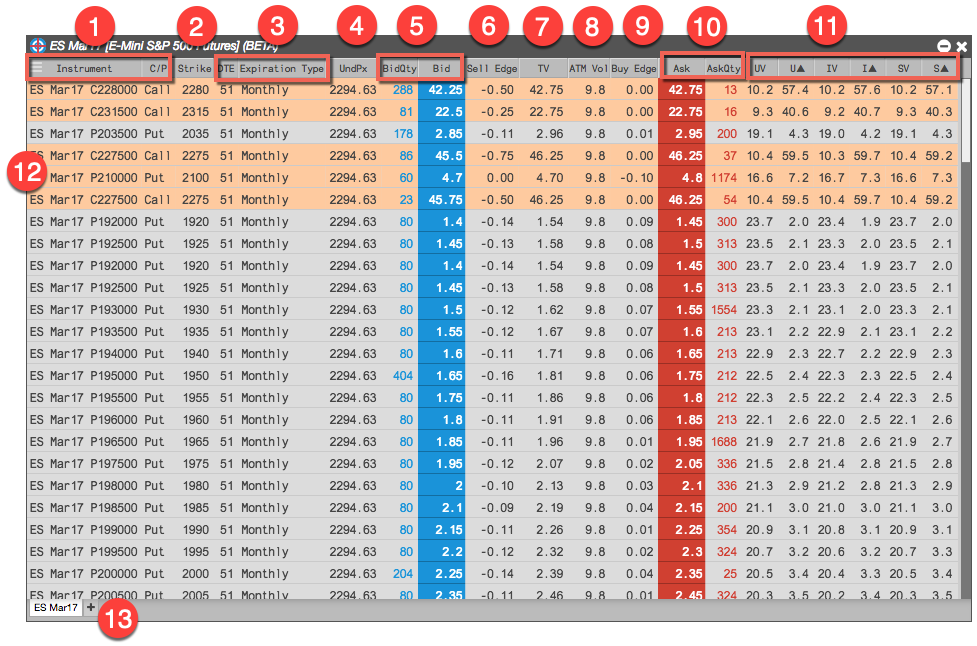 1 2 3 4 5 6 7 8 9 10 11
ES Mar17 [E-Mini S&P 500 Futures] (BETA)
Instrument C/P Strike DTE Expiration Type UndPx BidQty Bid Sell Edge TV ATM Vol Buy Edge Ask AskQty UV U▲ IV I▲ SV S▲
ES Mar17 C228000 Call 2280 51 Monthly 2294.63 288 42.25 -0.50 42.75 9.8 0.00 42.75 13 10.2 57.4 10.2 57.6 10.2 57.1
ES Mar17 C231500 Call 2315 51 Monthly 2294.63 81 22.5 -0.25 22.75 9.8 0.00 22.75 16 9.3 40.6 9.2 40.7 9.3 40.3
ES Mar17 P203500 Put 2035 51 Monthly 2294.63 178 2.85 -0.11 2.96 9.8 0.01 2.95 200 19.1 4.3 19.0 4.2 19.1 4.3
ES Mar17 C227500 Call 2275 51 Monthly 2294.63 86 45.5 -0.75 46.25 9.8 0.00 46.25 37 10.4 59.5 10.3 59.7 10.4 59.2
12 Mar17 P210000 Put 2100 51 Monthly 2294.63 60 4.7 0.00 4.70 9.8 -0.10 4.8 1174 16.6 7.2 16.7 7.3 16.6 7.3
ES Mar17 C227500 Call 2275 51 Monthly 2294.63 23 45.75 -0.50 46.25 9.8 0.00 46.25 54 10.4 59.5 10.4 59.7 10.4 59.2
ES Mar17 P192000 Put 1920 51 Monthly 2294.63 80 1.4 -0.14 1.54 9.8 0.09 1.45 300 23.7 2.0 23.4 1.9 23.7 2.0
ES Mar17 P192500 Put 1925 51 Monthly 2294.63 80 1.45 -0.13 1.58 9.8 0.08 1.5 313 23.5 2.1 23.3 2.0 23.5 2.1
ES Mar17 P192000 Put 1920 51 Monthly 2294.63 80 1.4 -0.14 1.54 9.8 0.09 1.45 300 23.7 2.0 23.4 1.9 23.7 2.0
ES Mar17 P192500 Put 1925 51 Monthly 2294.63 80 1.45 -0.13 1.58 9.8 0.08 1.5 313 23.5 2.1 23.3 2.0 23.5 2.1
ES Mar17 P193000 Put 1930 51 Monthly 2294.63 80 1.5 -0.12 1.62 9.8 0.07 1.55 1554 23.3 2.1 23.1 2.0 23.3 2.1
ES Mar17 P193500 Put 1935 51 Monthly 2294.63 80 1.55 -0.12 1.67 9.8 0.07 1.6 213 23.1 2.2 22.9 2.1 23.1 2.2
ES Mar17 P194000 Put 1940 51 Monthly 2294.63 80 1.6 -0.11 1.71 9.8 0.06 1.65 213 22.9 2.3 22.7 2.2 22.9 2.3
ES Mar17 P195000 Put 1950 51 Monthly 2294.63 404 1.65 -0.16 1.81 9.8 0.06 1.75 212 22.5 2.4 22.3 2.3 22.5 2.4
ES Mar17 P195500 Put 1955 51 Monthly 2294.63 80 1.75 -0.11 1.86 9.8 0.06 1.8 212 22.3 2.5 22.2 2.4 22.3 2.5
ES Mar17 P196000 Put 1960 51 Monthly 2294.63 80 1.8 -0.11 1.91 9.8 0.06 1.85 213 22.1 2.6 22.0 2.5 22.1 2.6
ES Mar17 P196500 Put 1965 51 Monthly 2294.63 80 1.85 -0.11 1.96 9.8 0.01 1.95 1688 21.9 2.7 21.8 2.6 21.9 2.7
ES Mar17 P197500 Put 1975 51 Monthly 2294.63 80 1.95 -0.12 2.07 9.8 0.02 2.05 336 21.5 2.8 21.4 2.8 21.5 2.8
ES Mar17 P198000 Put 1980 51 Monthly 2294.63 80 2 -0.10 2.13 9.8 0.03 2.1 336 21.3 2.9 21.2 2.8 21.3 2.9
ES Mar17 P198500 Put 1985 51 Monthly 2294.63 80 2.1 -0.09 2.19 9.8 0.04 2.15 200 21.1 3.0 21.0 3.0 21.1 3.0
ES Mar17 P199000 Put 1990 51 Monthly 2294.63 80 2.15 -0.11 2.26 9.8 0.01 2.25 354 20.9 3.1 20.8 3.1 20.9 3.1
ES Mar17 P199500 Put 1995 51 Monthly 2294.63 80 2.2 -0.12 2.32 9.8 0.02 2.3 324 20.7 3.2 20.6 3.2 20.7 3.3
ES Mar17 P200000 Put 2000 51 Monthly 2294.63 204 2.25 -0.14 2.39 9.8 0.04 2.35 25 20.5 3.4 20.4 3.3 20.5 3.4
ES Mar17 P200500 Put 2005 51 Monthly 2294.63 80 2.35 -0.11 2.46 9.8 0.01 2.45 324 20.3 3.5 20.2 3.4 20.3 3.5
ES Mar17 +
13